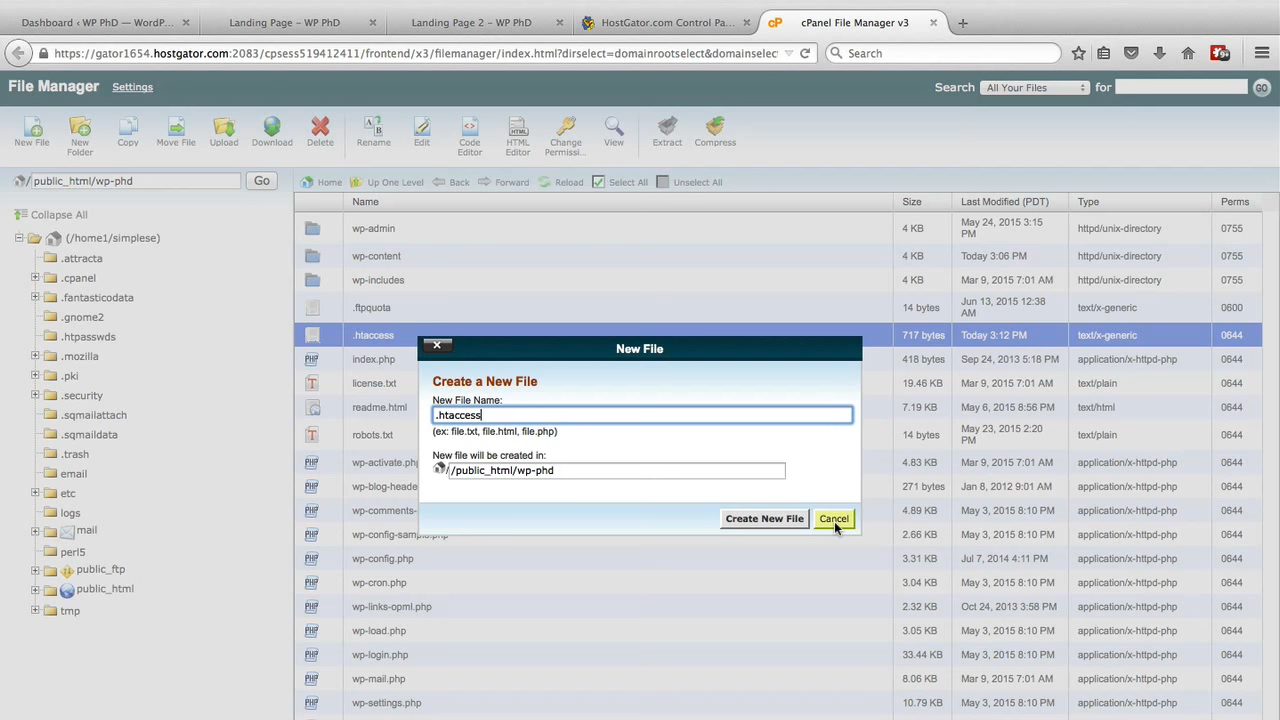 Dashboard ‹ WP PhD — WordP... × Landing Page – WP PhD × Landing Page 2 – WP PhD × HostGator.com Control Pa... × cP cPanel File Manager v3 × +
https://gator1654.hostgator.com:2083/cpsess519412411/frontend/x3/filemanager/index.html?dirselect=domainrootselect&domainselec Search
File Manager Settings Search All Your Files for GO
New File New Folder Copy Move File Upload Download Delete Rename Edit Code Editor HTML Editor Change Permissi... View Extract Compress
/ public_html/wp-phd Go Home Up One Level Back Forward Reload Select All Unselect All
Collapse All
(/home1/simplese)
.attracta
.cpanel
.fantasticodata
.gnome2
.htpasswds
.mozilla
.pki
.security
.sqmailattach
.sqmaildata
.trash
email
etc
logs
mail
perl5
public_ftp
public_html
tmp
Name Size Last Modified (PDT) Type Perms
wp-admin 4 KB May 24, 2015 3:15 PM httpd/unix-directory 0755
wp-content 4 KB Today 3:06 PM httpd/unix-directory 0755
wp-includes 4 KB Mar 9, 2015 7:01 AM httpd/unix-directory 0755
.ftpquota 14 bytes Jun 13, 2015 12:38 AM text/x-generic 0600
.htaccess 717 bytes Today 3:12 PM text/x-generic 0644
index.php 418 bytes Sep 24, 2013 5:18 PM application/x-httpd-php 0644
license.txt 19.46 KB Mar 9, 2015 7:01 AM text/plain 0644
readme.html 7.19 KB May 6, 2015 8:56 PM text/html 0644
robots.txt 14 bytes May 23, 2015 2:20 PM text/plain 0644
wp-activate.php 4.83 KB Mar 9, 2015 7:01 AM application/x-httpd-php 0644
wp-blog-heade 271 bytes Jan 8, 2012 9:01 AM application/x-httpd-php 0644
wp-comments- 4.89 KB May 3, 2015 8:10 PM application/x-httpd-php 0644
wp-config-sample.php 2.66 KB May 3, 2015 8:10 PM application/x-httpd-php 0644
wp-config.php 3.58 KB Jul 7, 2014 4:11 PM application/x-httpd-php 0644
wp-cron.php 3.04 KB May 3, 2015 8:10 PM application/x-httpd-php 0644
wp-links-opml.php 2.32 KB Oct 24, 2013 3:58 PM application/x-httpd-php 0644
wp-load.php 3.05 KB May 3, 2015 8:10 PM application/x-httpd-php 0644
wp-login.php 33.44 KB May 3, 2015 8:10 PM application/x-httpd-php 0644
wp-mail.php 8.06 KB Mar 9, 2015 7:01 AM application/x-httpd-php 0644
wp-settings.php 10.79 KB May 3, 2015 8:10 PM application/x-httpd-php 0644
New File
Create a New File
New File Name:
.htaccess
(ex: file.txt, file.html, file.php)
New file will be created in:
/ /public_html/wp-phd
Create New File Cancel